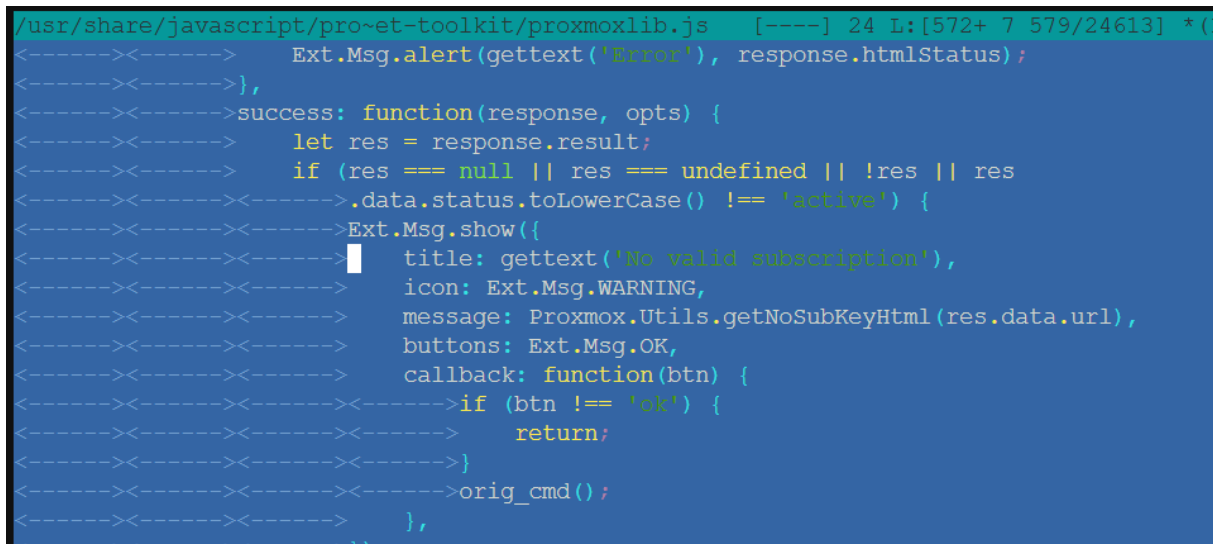 /usr/share/javascript/pro~et-toolkit/proxmoxlib.js [----] 24 L:[572+ 7 579/24613] *(
<------><------> Ext.Msg.alert(gettext('Error'), response.htmlStatus);
<------><------>},
<------><------>success: function(response, opts) {
<------><------> let res = response.result;
<------><------> if (res === null || res === undefined || !res || res
<------><------><------>.data.status.toLowerCase() !== 'active') {
<------><------><------>Ext.Msg.show({
<------><------><------> title: gettext('No valid subscription'),
<------><------><------> icon: Ext.Msg.WARNING,
<------><------><------> message: Proxmox.Utils.getNoSubKeyHtml(res.data.url),
<------><------><------> buttons: Ext.Msg.OK,
<------><------><------> callback: function(btn) {
<------><------><------><------>if (btn !== 'ok') {
<------><------><------><------> return;
<------><------><------><------>}
<------><------><------><------>orig_cmd();
<------><------><------> },